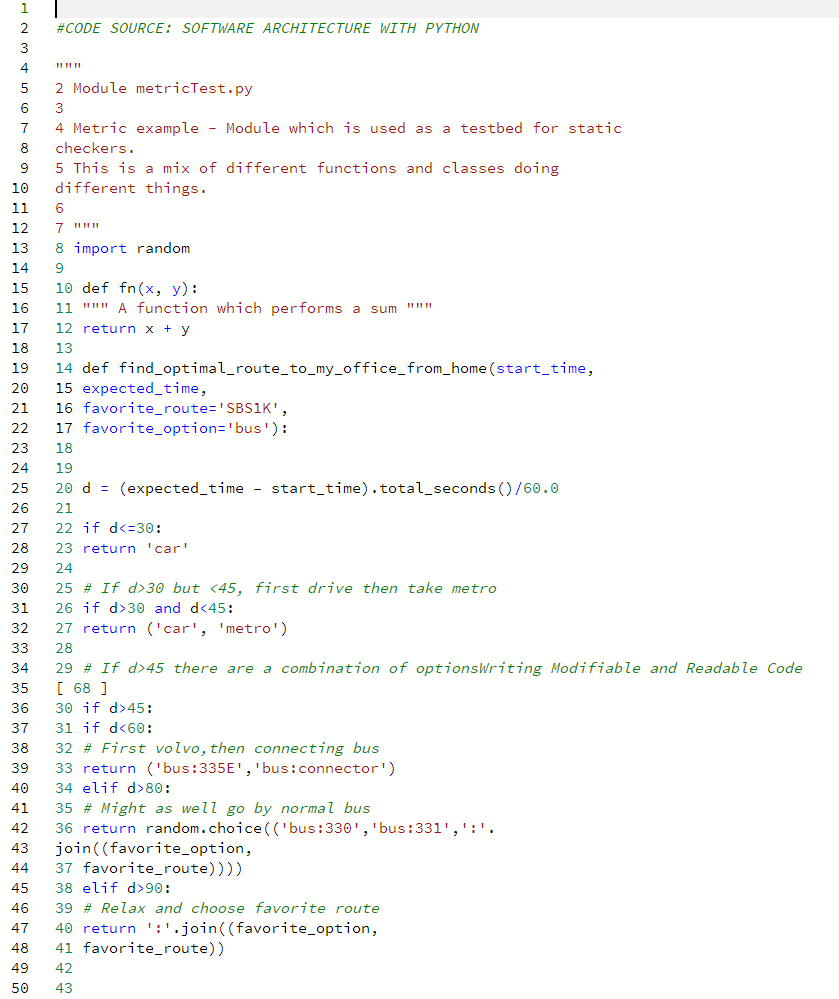 1
2 #CODE SOURCE: SOFTWARE ARCHITECTURE WITH PYTHON
3
4 """
5 2 Module metricTest.py
6 3
7 4 Metric example - Module which is used as a testbed for static
8 checkers.
9 5 This is a mix of different functions and classes doing
10 different things.
11 6
12 7 """
13 8 import random
14 9
15 10 def fn(x, y):
16 11 """ A function which performs a sum """
17 12 return x + y
18 13
19 14 def find_optimal_route_to_my_office_from_home(start_time,
20 15 expected_time,
21 16 favorite_route='SBS1K',
22 17 favorite_option='bus'):
23 18
24 19
25 20 d = (expected_time - start_time).total_seconds()/60.0
26 21
27 22 if d<=30:
28 23 return 'car'
29 24
30 25 # If d>30 but <45, first drive then take metro
31 26 if d>30 and d<45:
32 27 return ('car', 'metro')
33 28
34 29 # If d>45 there are a combination of optionsWriting Modifiable and Readable Code
35 [ 68 ]
36 30 if d>45:
37 31 if d<60:
38 32 # First volvo,then connecting bus
39 33 return ('bus:335E','bus:connector')
40 34 elif d>80:
41 35 # Might as well go by normal bus
42 36 return random.choice(('bus:330','bus:331',':'.
43 join((favorite_option,
44 37 favorite_route))))
45 38 elif d>90:
46 39 # Relax and choose favorite route
47 40 return ':'.join((favorite_option,
48 41 favorite_route))
49 42
50 43